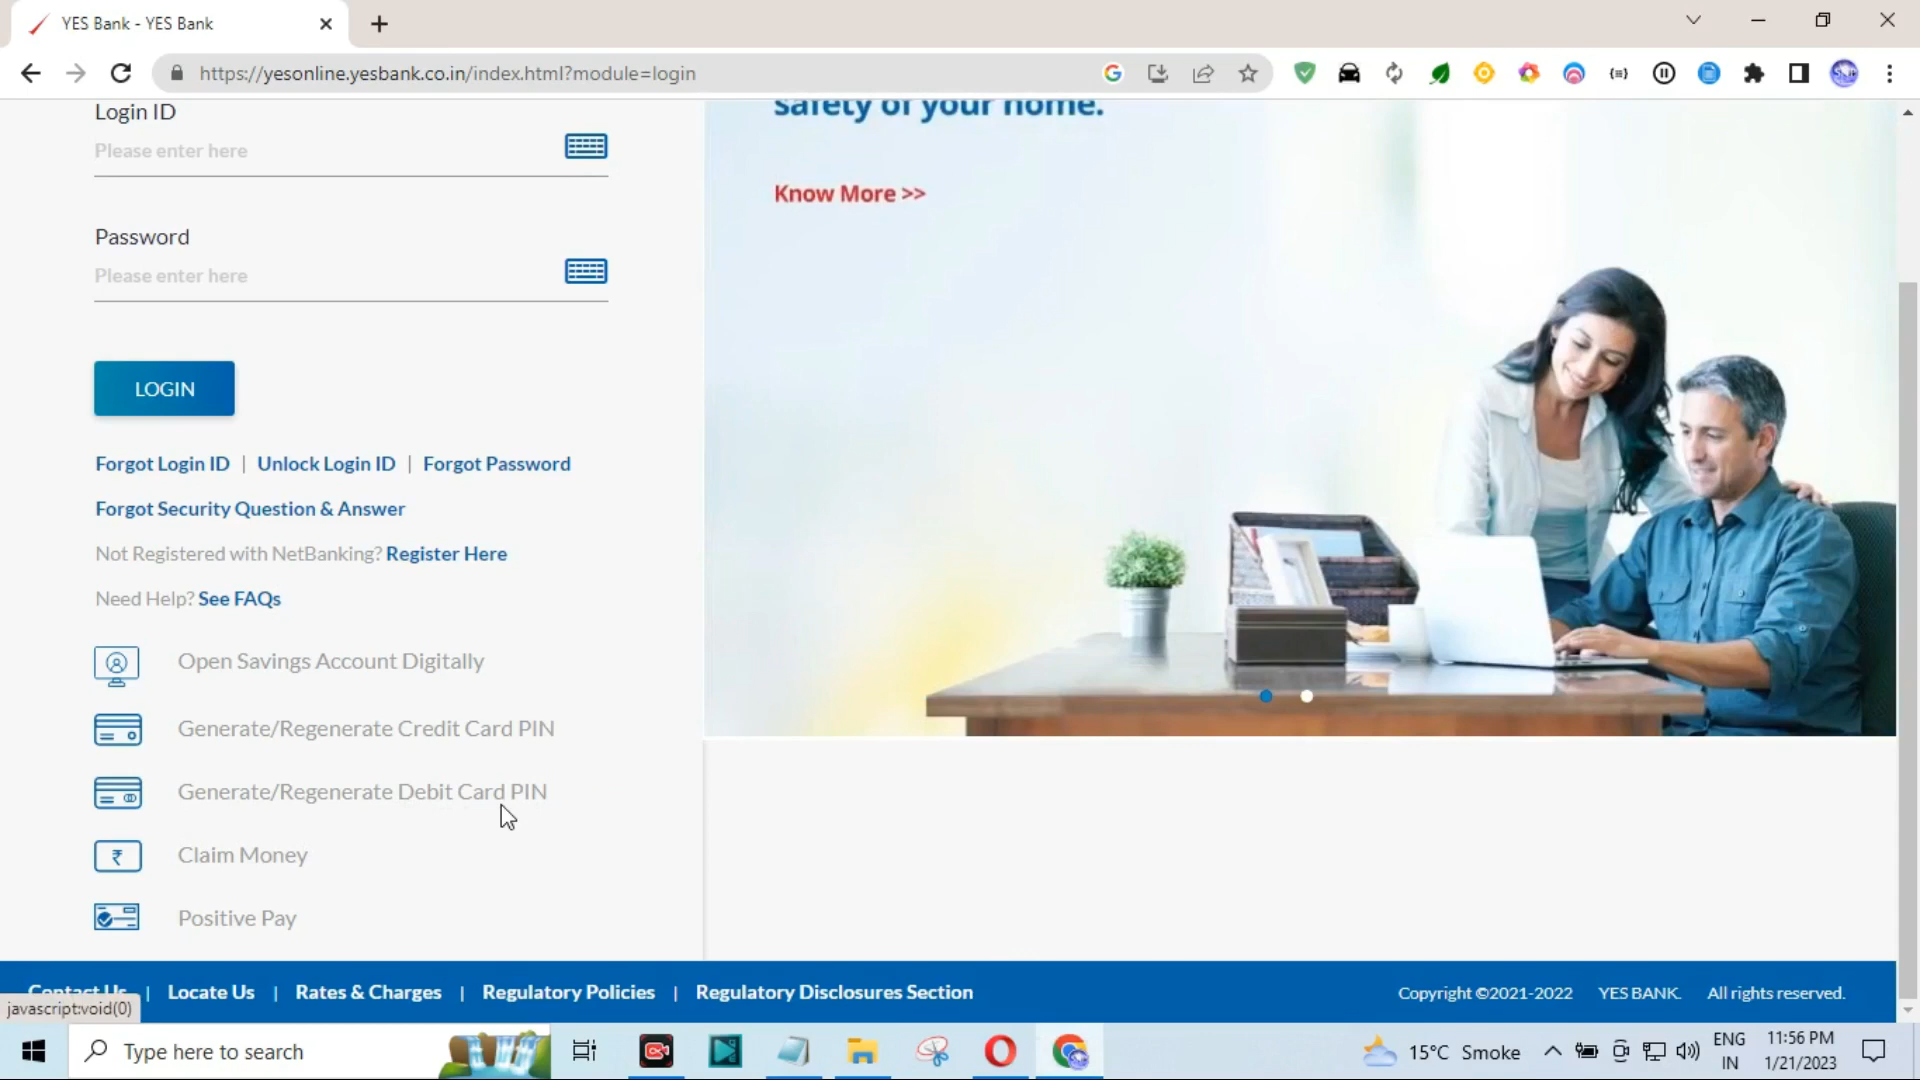 YES Bank - YES Bank
https://yesonline.yesbank.co.in/index.html?module=login
Login ID
Please enter here
Password
Please enter here
LOGIN
Forgot Login ID | Unlock Login ID | Forgot Password
Forgot Security Question & Answer
Not Registered with NetBanking? Register Here
Need Help? See FAQs
Open Savings Account Digitally
Generate/Regenerate Credit Card PIN
Generate/Regenerate Debit Card PIN
Claim Money
Positive Pay
safety of your home.
Know More >>
Contact Us | Locate Us | Rates & Charges | Regulatory Policies | Regulatory Disclosures Section
Copyright ©2021-2022 YES BANK. All rights reserved.
javascript:void(0)
Type here to search
15°C Smoke
ENG
IN
11:56 PM
1/21/2023